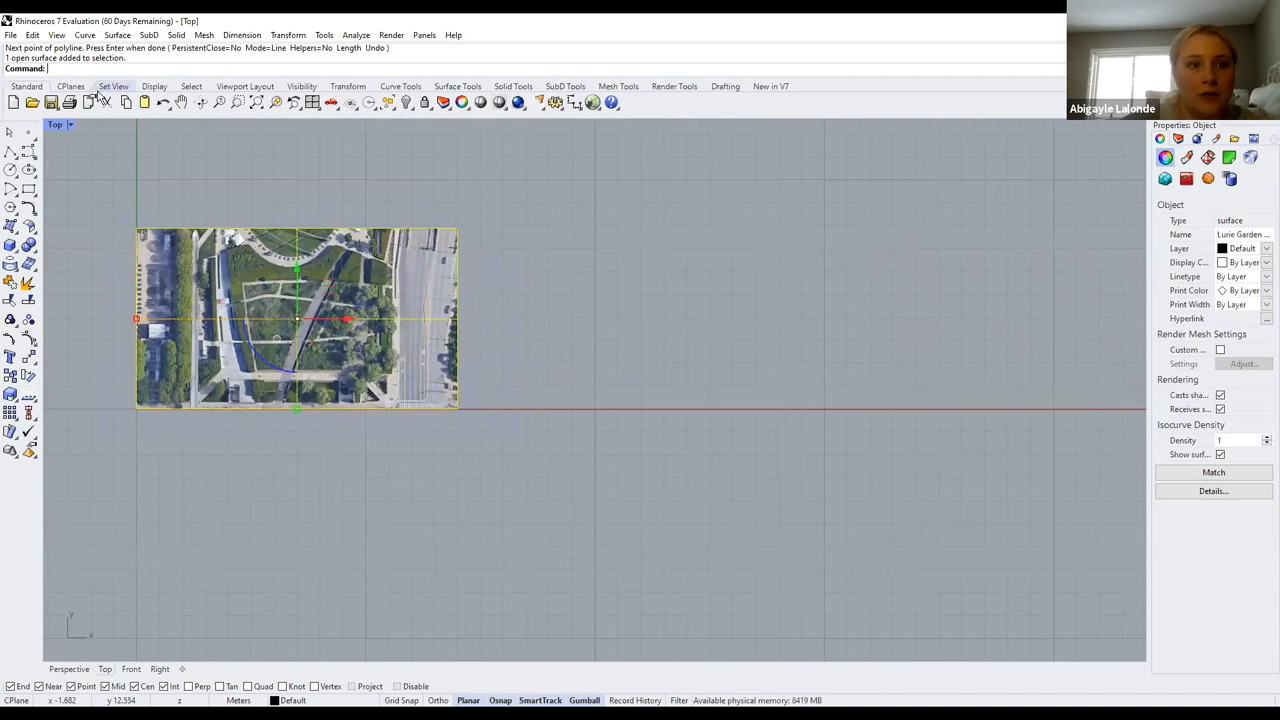 Rhinoceros 7 Evaluation (60 Days Remaining) - [Top]
File Edit View Curve Surface SubD Solid Mesh Dimension Transform Tools Analyze Render Panels Help
Next point of polyline. Press Enter when done ( PersistentClose=No Mode=Line Helpers=No Length Undo )
1 open surface added to selection.
Command:
Standard CPlanes Set View Display Select Viewport Layout Visibility Transform Curve Tools Surface Tools Solid Tools SubD Tools Mesh Tools Render Tools Drafting New in V7
Abigayle Lalonde
Top
Properties: Object
Object
Type surface
Name Lurie Garden ...
Layer Default
Display C... By Layer
Linetype By Layer
Print Color By Layer
Print Width By Layer
Hyperlink ...
Render Mesh Settings
Custom ...
Settings Adjust...
Rendering
Casts sha...
Receives s...
Isocurve Density
Density 1
Show surf...
Match
Details...
y
x
Perspective Top Front Right
End Near Point Mid Cen Int Perp Tan Quad Knot Vertex Project Disable
CPlane x -1.682 y 12.554 z Meters Default Grid Snap Ortho Planar Osnap SmartTrack Gumball Record History Filter Available physical memory: 8419 MB